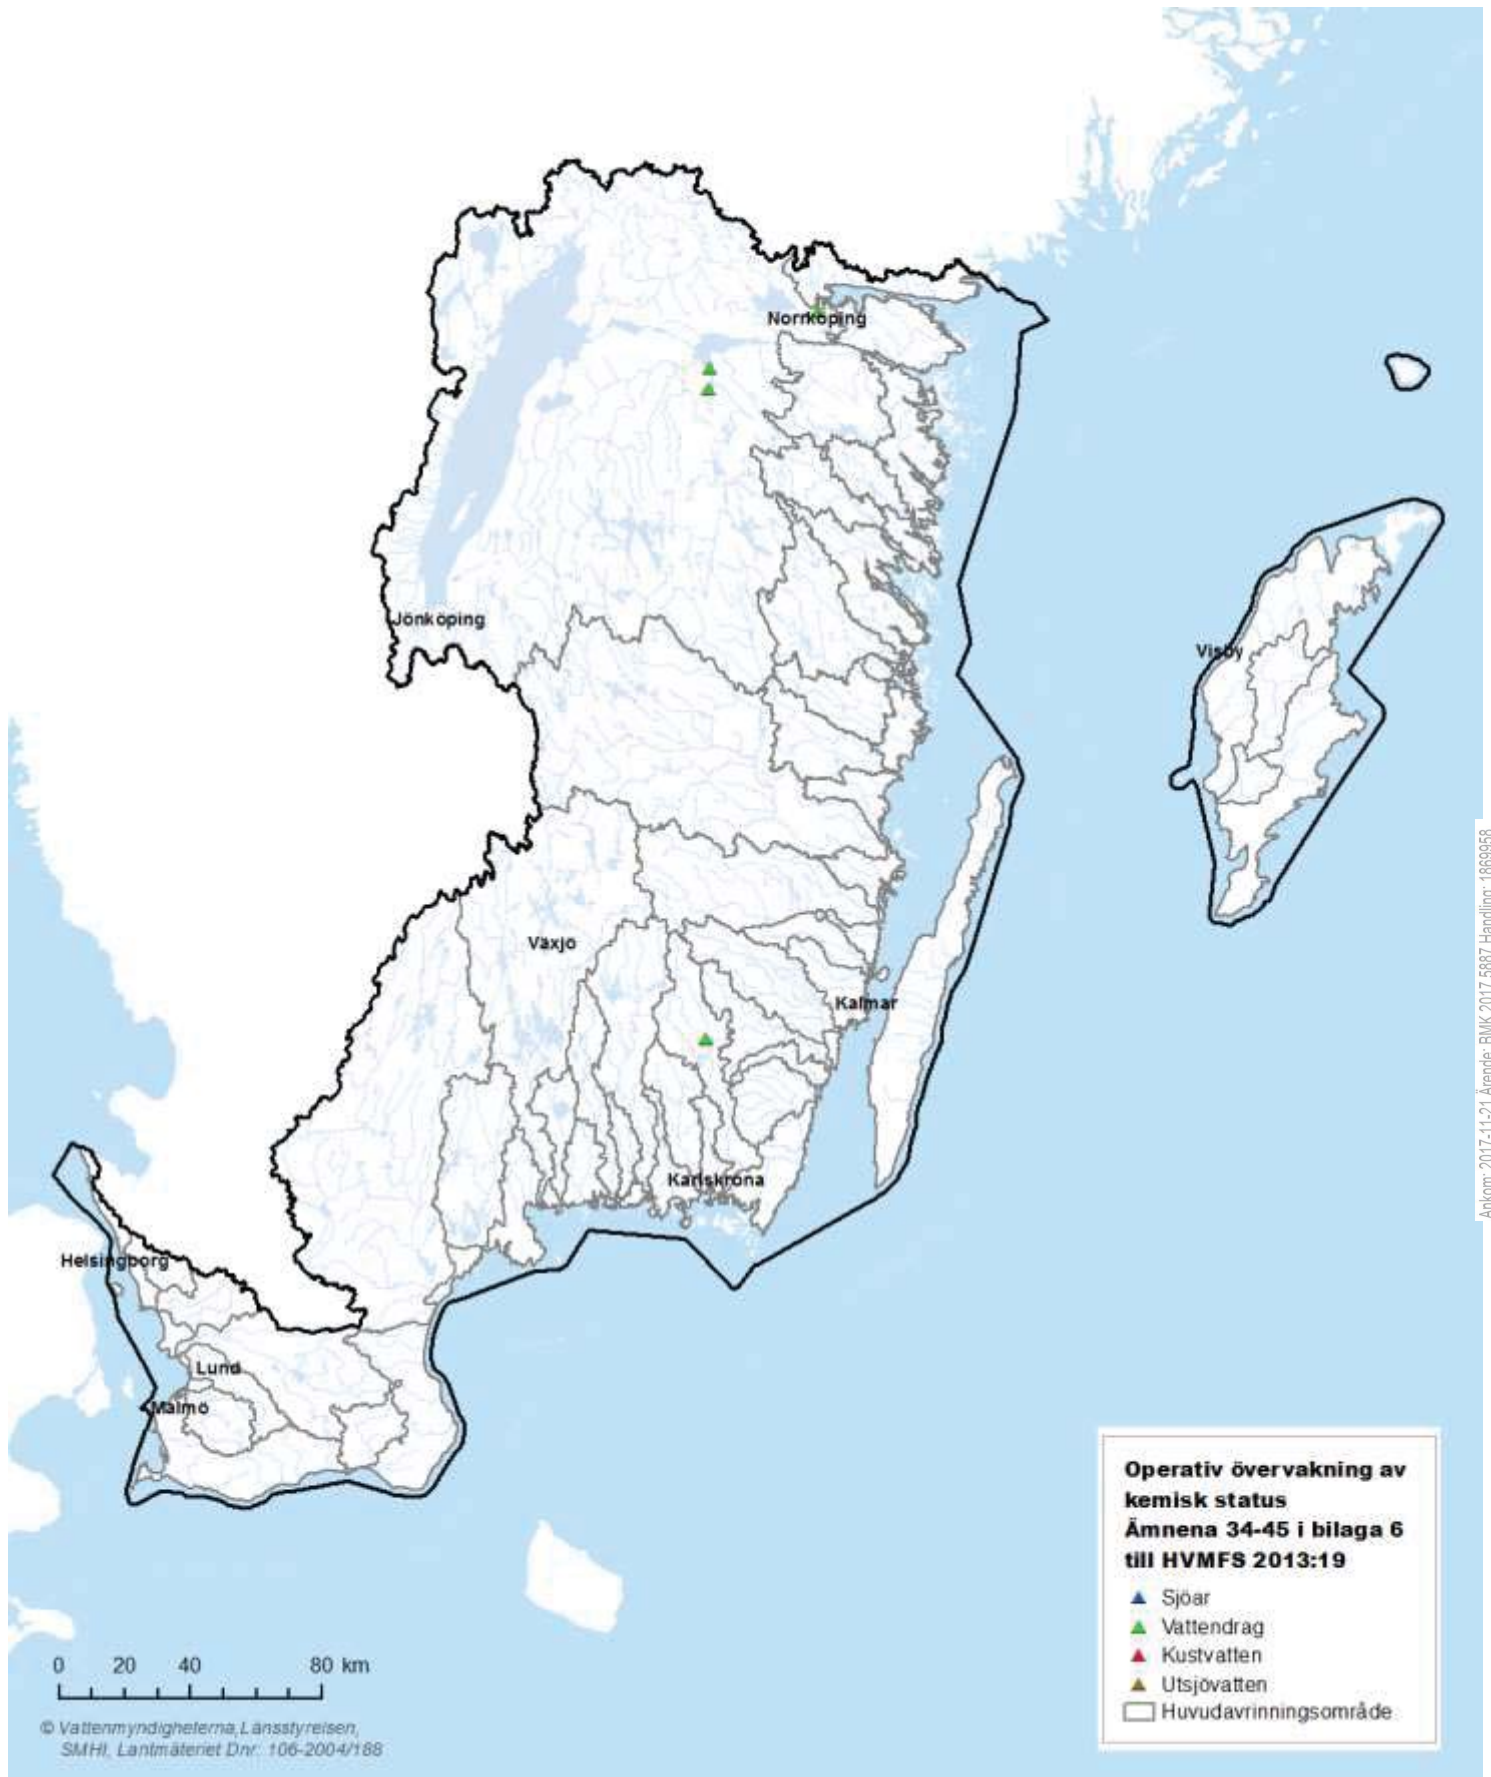 Norrköping
Jönköping
Visby
Växjö
Kalmar
Karlskrona
Helsingborg
Lund
Malmö
Operativ övervakning av
kemisk status
Ämnena 34-45 i bilaga 6
till HVMFS 2013:19
Sjöar
Vattendrag
Kustvatten
Utsjövatten
Huvudavrinningsområde
0 20 40 80 km
© Vattenmyndigheterna,Länsstyrelsen,
SMHI, Lantmäteriet Dnr: 106-2004/188
Ankom: 2017-11-21 Ärende: RMK 2017 5887 Handling: 1869958